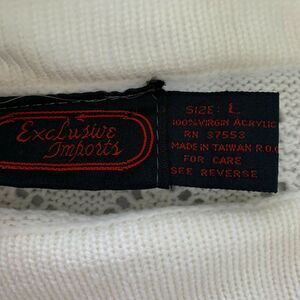 Exclusive
Imports
SIZE: L
100% VIRGIN ACRYLIC
RN 37553
MADE IN TAIWAN R.O.C
FOR CARE
SEE REVERSE